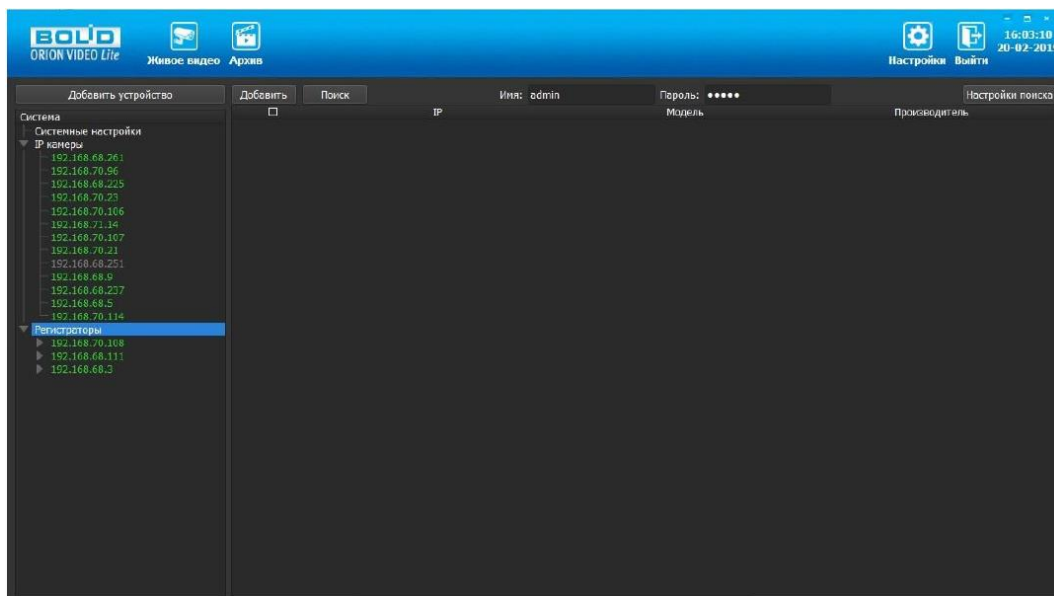 BOLID
ORION VIDEO Lite
Живое видео
Архив
Настройки
Выйти
16:03:10
20-02-201
Добавить устройство
Добавить
Поиск
Имя: admin
Пароль: •••••
Настройки поиска
Система
IP
Модель
Производитель
Системные настройки
IP камеры
192.168.68.261
192.168.70.96
192.168.68.225
192.168.70.23
192.168.70.106
192.168.71.14
192.168.70.107
192.168.70.21
192.168.68.251
192.168.68.9
192.168.68.237
192.168.68.5
192.168.70.114
Регистраторы
192.168.70.108
192.168.68.111
192.168.68.3